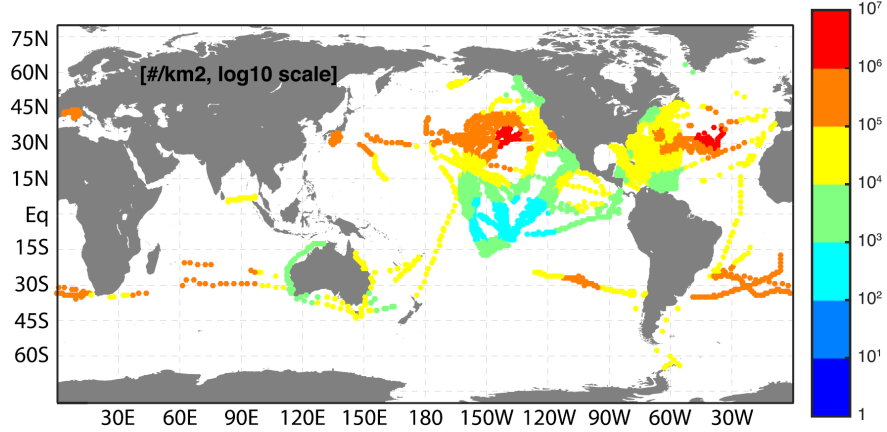 [#/km2, log10 scale]
75N
60N
45N
30N
15N
Eq
15S
30S
45S
60S
30E 60E 90E 120E 150E 180 150W 120W 90W 60W 30W
10⁷
10⁶
10⁵
10⁴
10³
10²
10¹
1